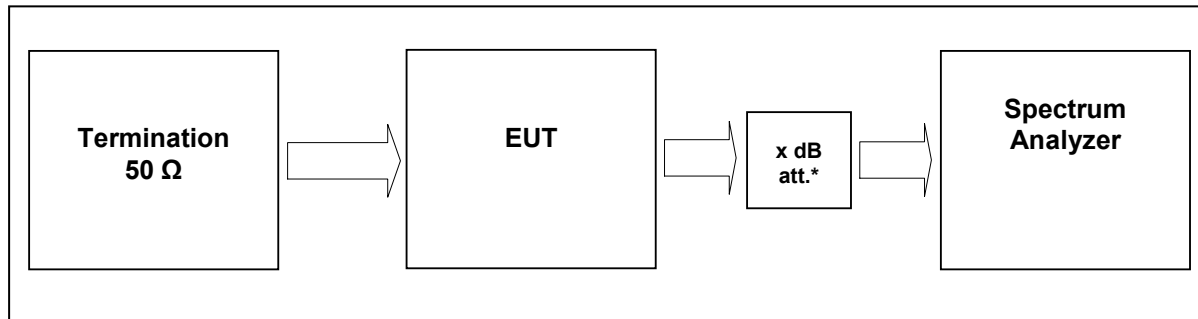 Termination
50 Ω
EUT
x dB
att.*
Spectrum
Analyzer